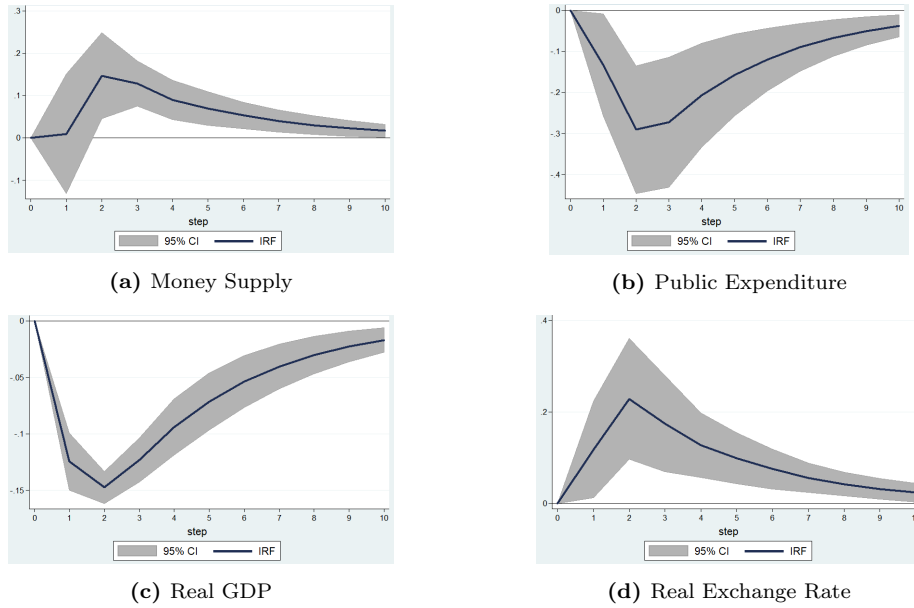 .3
.2
.1
0
-.1
0 1 2 3 4 5 6 7 8 9 10
step
95% CI IRF
(a) Money Supply
0
-.1
-.2
-.3
-.4
0 1 2 3 4 5 6 7 8 9 10
step
95% CI IRF
(b) Public Expenditure
0
-.05
-.1
-.15
0 1 2 3 4 5 6 7 8 9 10
step
95% CI IRF
(c) Real GDP
.4
.2
0
0 1 2 3 4 5 6 7 8 9
step
95% CI IRF
(d) Real Exchange Rate